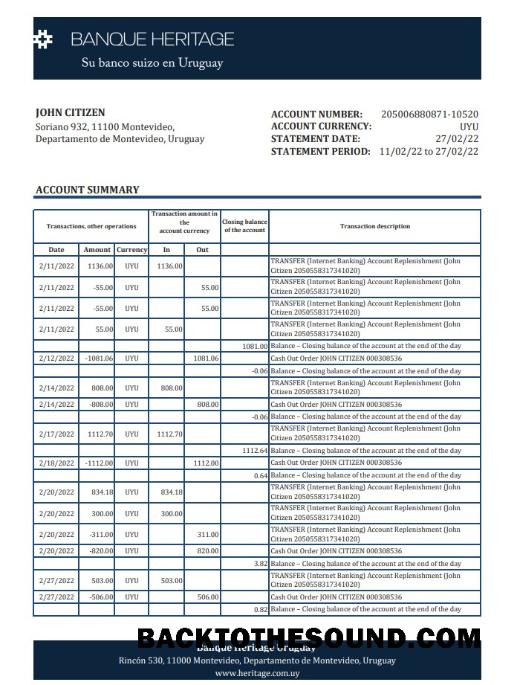 BANQUE HERITAGE
Su banco suizo en Uruguay
JOHN CITIZEN
Soriano 932, 11100 Montevideo,
Departamento de Montevideo, Uruguay
ACCOUNT NUMBER: 205006880871-10520
ACCOUNT CURRENCY: UYU
STATEMENT DATE: 27/02/22
STATEMENT PERIOD: 11/02/22 to 27/02/22
ACCOUNT SUMMARY
Transactions, other operations
Transaction amount in
the
account currency
Closing balance
of the account
Transaction description
Date Amount Currency In Out
2/11/2022 1136.00 UYU 1136.00 TRANSFER (Internet Banking) Account Replenishment (John
Citizen 2050558317341020)
2/11/2022 -55.00 UYU 55.00 TRANSFER (Internet Banking) Account Replenishment (John
Citizen 2050558317341020)
2/11/2022 -55.00 UYU 55.00 TRANSFER (Internet Banking) Account Replenishment (John
Citizen 2050558317341020)
2/11/2022 55.00 UYU 55.00 TRANSFER (Internet Banking) Account Replenishment (John
Citizen 2050558317341020)
1081.00 Balance – Closing balance of the account at the end of the day
2/12/2022 -1081.06 UYU 1081.06 Cash Out Order JOHN CITIZEN 000308536
-0.06 Balance – Closing balance of the account at the end of the day
2/14/2022 808.00 UYU 808.00 TRANSFER (Internet Banking) Account Replenishment (John
Citizen 2050558317341020)
2/14/2022 -808.00 UYU 808.00 Cash Out Order JOHN CITIZEN 000308536
-0.06 Balance – Closing balance of the account at the end of the day
2/17/2022 1112.70 UYU 1112.70 TRANSFER (Internet Banking) Account Replenishment (John
Citizen 2050558317341020)
1112.64 Balance – Closing balance of the account at the end of the day
2/18/2022 -1112.00 UYU 1112.00 Cash Out Order JOHN CITIZEN 000308536
0.64 Balance – Closing balance of the account at the end of the day
2/20/2022 834.18 UYU 834.18 TRANSFER (Internet Banking) Account Replenishment (John
Citizen 2050558317341020)
2/20/2022 300.00 UYU 300.00 TRANSFER (Internet Banking) Account Replenishment (John
Citizen 2050558317341020)
2/20/2022 -311.00 UYU 311.00 TRANSFER (Internet Banking) Account Replenishment (John
Citizen 2050558317341020)
2/20/2022 -820.00 UYU 820.00 Cash Out Order JOHN CITIZEN 000308536
3.82 Balance – Closing balance of the account at the end of the day
2/27/2022 503.00 UYU 503.00 TRANSFER (Internet Banking) Account Replenishment (John
Citizen 2050558317341020)
2/27/2022 -506.00 UYU 506.00 Cash Out Order JOHN CITIZEN 000308536
0.82 Balance – Closing balance of the account at the end of the day
BACKTOTHESOUND.COM
Banque Heritage Uruguay
Rincón 530, 11000 Montevideo, Departamento de Montevideo, Uruguay
www.heritage.com.uy